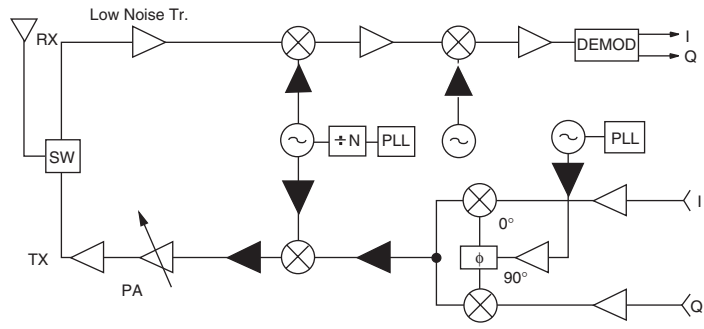 Low Noise Tr.
RX
DEMOD
I
Q
÷N
PLL
PLL
SW
I
0°
TX
ϕ
90°
PA
Q